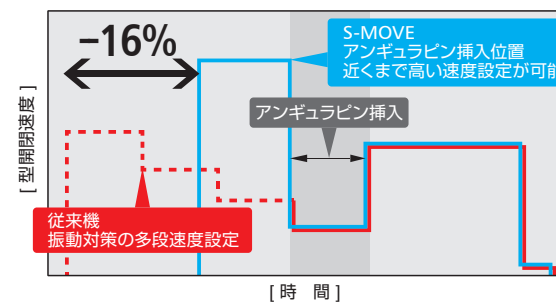 −16%
S-MOVE
アンギュラピン挿入位置
近くまで高い速度設定が可能
アンギュラピン挿入
[ 型開閉速度 ]
従来機
振動対策の多段速度設定
[ 時　間 ]